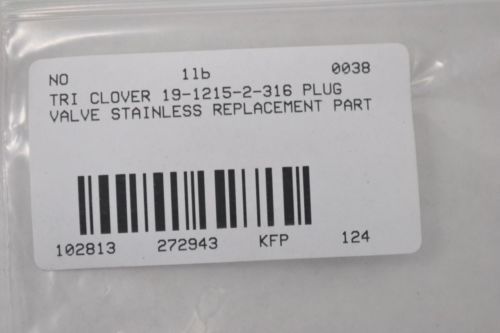 NO 1lb 0038
TRI CLOVER 19-1215-2-316 PLUG
VALVE STAINLESS REPLACEMENT PART
102813 272943 KFP 124